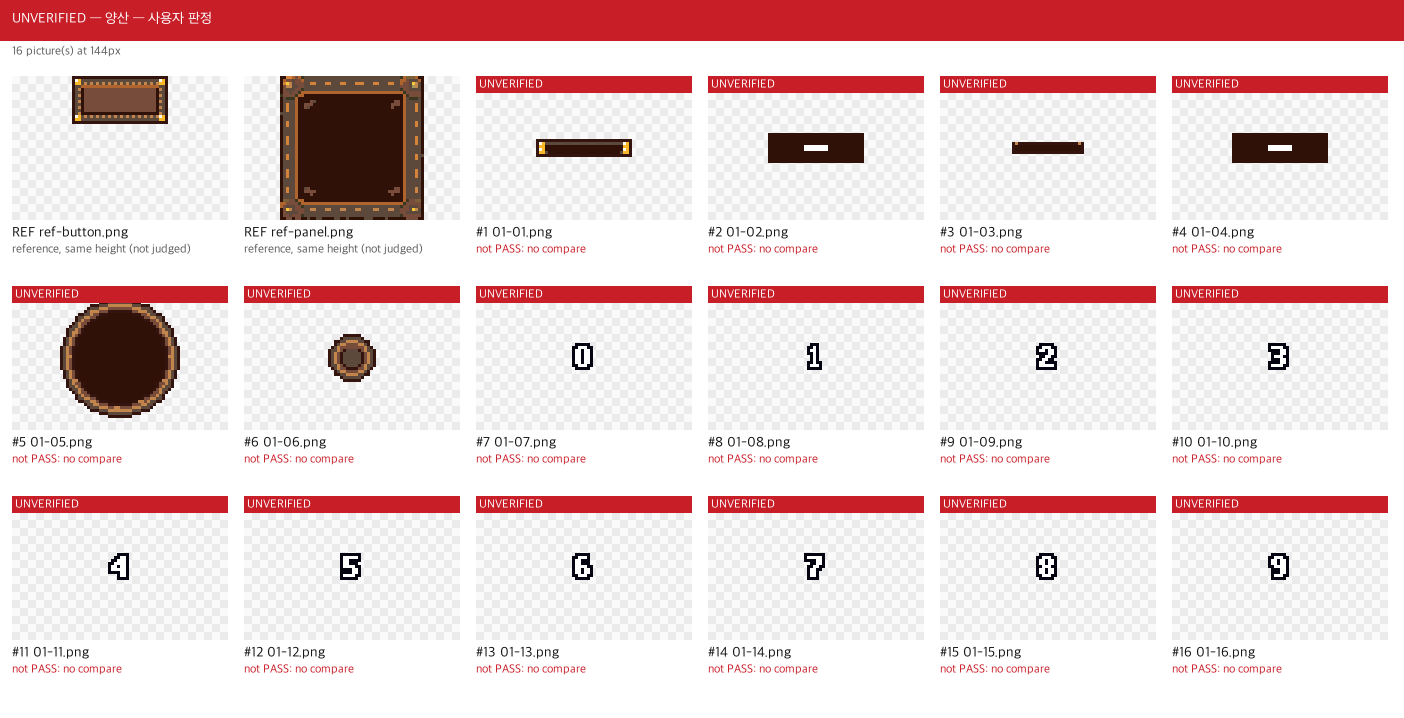 UNVERIFIED — 양산 — 사용자 판정
16 picture(s) at 144px
UNVERIFIED UNVERIFIED UNVERIFIED UNVERIFIED
REF ref-button.png REF ref-panel.png #1 01-01.png #2 01-02.png #3 01-03.png #4 01-04.png
reference, same height (not judged) reference, same height (not judged) not PASS: no compare not PASS: no compare not PASS: no compare not PASS: no compare
UNVERIFIED UNVERIFIED UNVERIFIED UNVERIFIED UNVERIFIED UNVERIFIED
0 1 2 3
#5 01-05.png #6 01-06.png #7 01-07.png #8 01-08.png #9 01-09.png #10 01-10.png
not PASS: no compare not PASS: no compare not PASS: no compare not PASS: no compare not PASS: no compare not PASS: no compare
UNVERIFIED UNVERIFIED UNVERIFIED UNVERIFIED UNVERIFIED UNVERIFIED
4 5 6 7 8 9
#11 01-11.png #12 01-12.png #13 01-13.png #14 01-14.png #15 01-15.png #16 01-16.png
not PASS: no compare not PASS: no compare not PASS: no compare not PASS: no compare not PASS: no compare not PASS: no compare